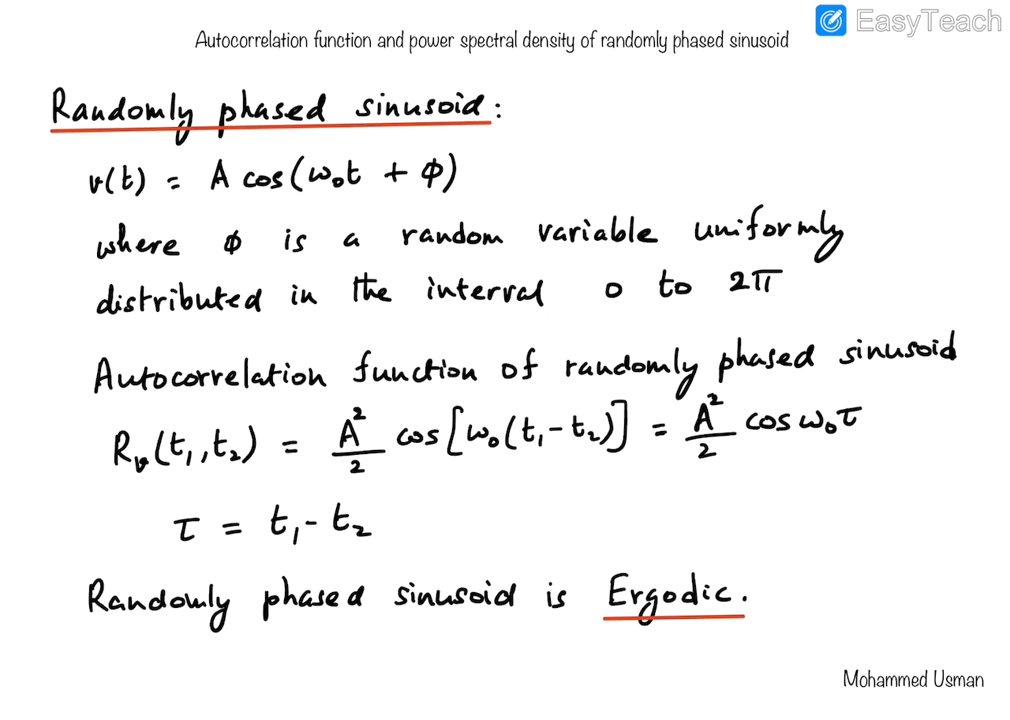 EasyTeach
Autocorrelation function and power spectral density of randomly phased sinusoid
Randomly phased sinusoid:
v(t) = A cos(ω₀t + φ)
where φ is a random variable uniformly
distributed in the interval 0 to 2π
Autocorrelation function of randomly phased sinusoid
Rᵥ(t₁,t₂) = A²/2 cos[ω₀(t₁-t₂)] = A²/2 cos ω₀τ
τ = t₁-t₂
Randomly phased sinusoid is Ergodic.
Mohammed Usman